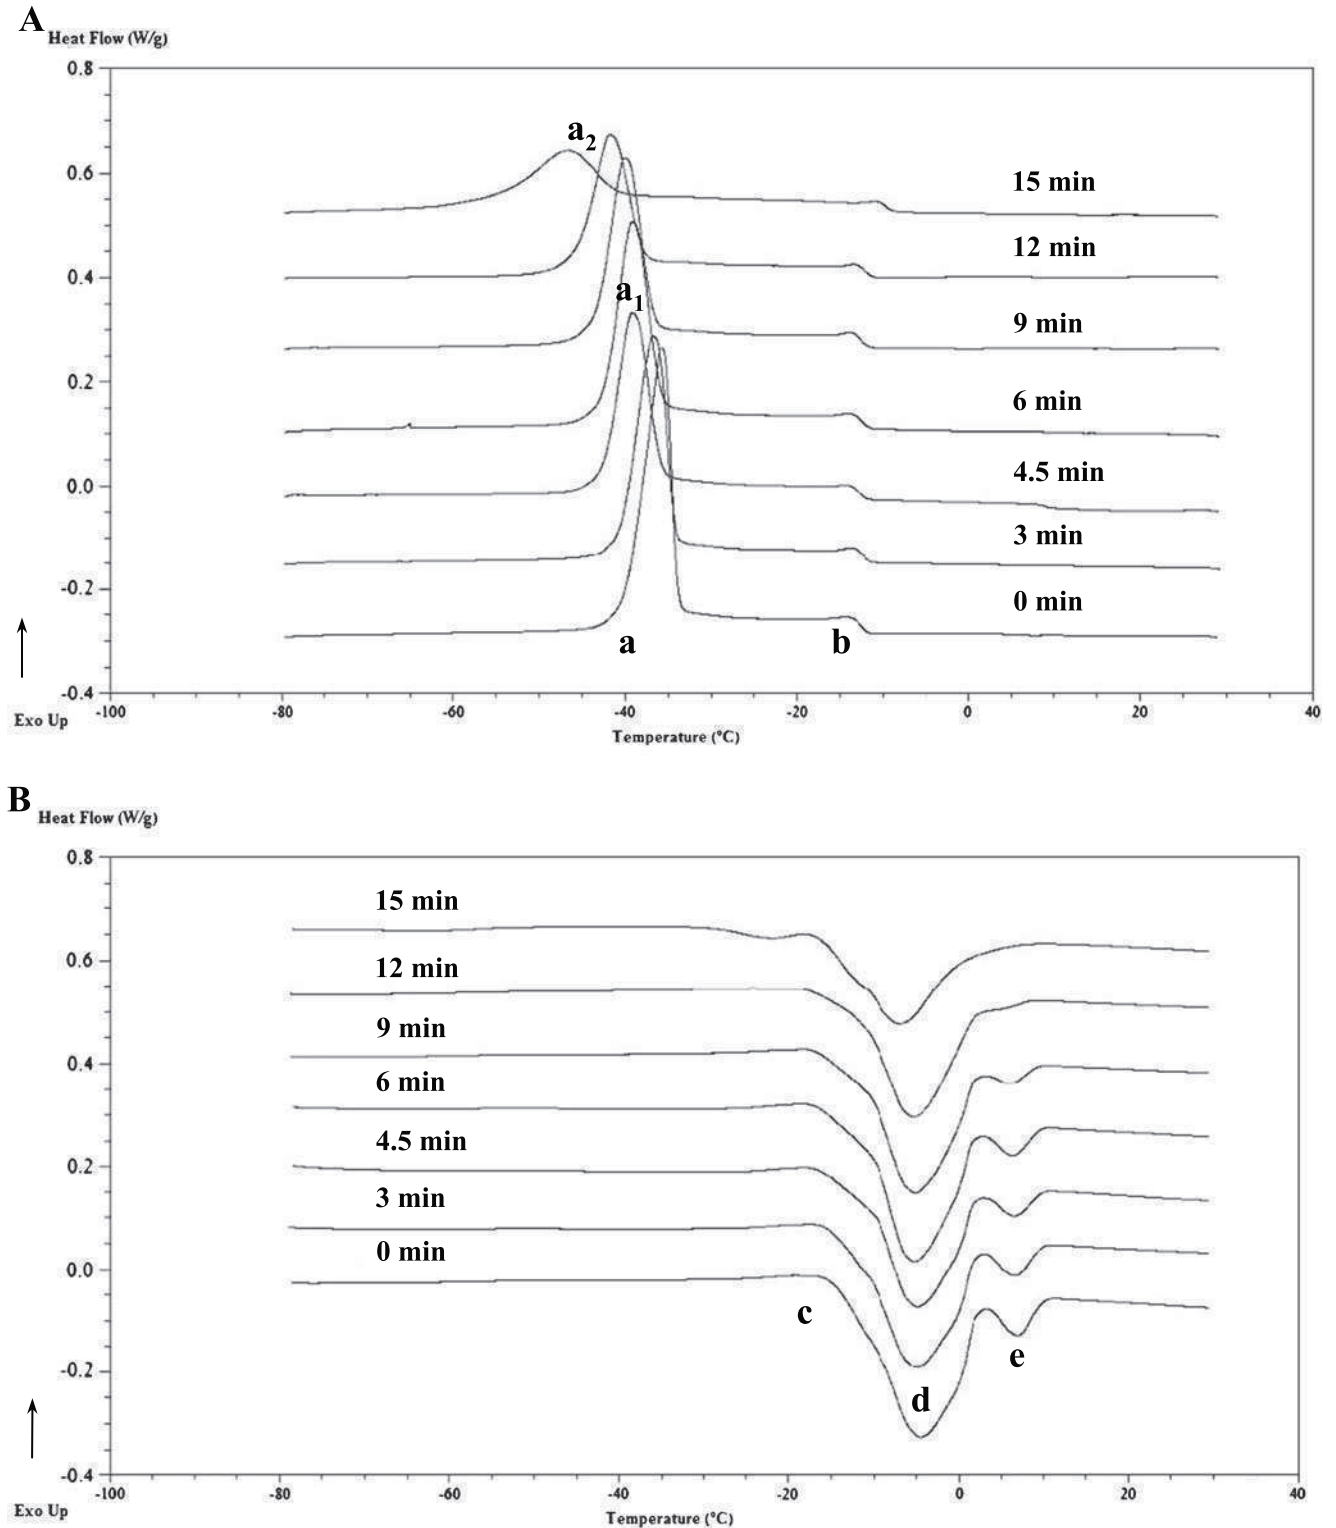 A
Heat Flow (W/g)
0.8
a2
0.6
15 min
12 min
0.4
a1
9 min
0.2
6 min
4.5 min
0.0
3 min
-0.2
0 min
a
b
-0.4
Exo Up
-100
-80
-60
-40
-20
0
20
40
Temperature (°C)
B
Heat Flow (W/g)
0.8
15 min
0.6
12 min
9 min
0.4
6 min
4.5 min
0.2
3 min
0 min
0.0
c
e
-0.2
d
-0.4
Exo Up
-100
-80
-60
-40
-20
0
20
40
Temperature (°C)